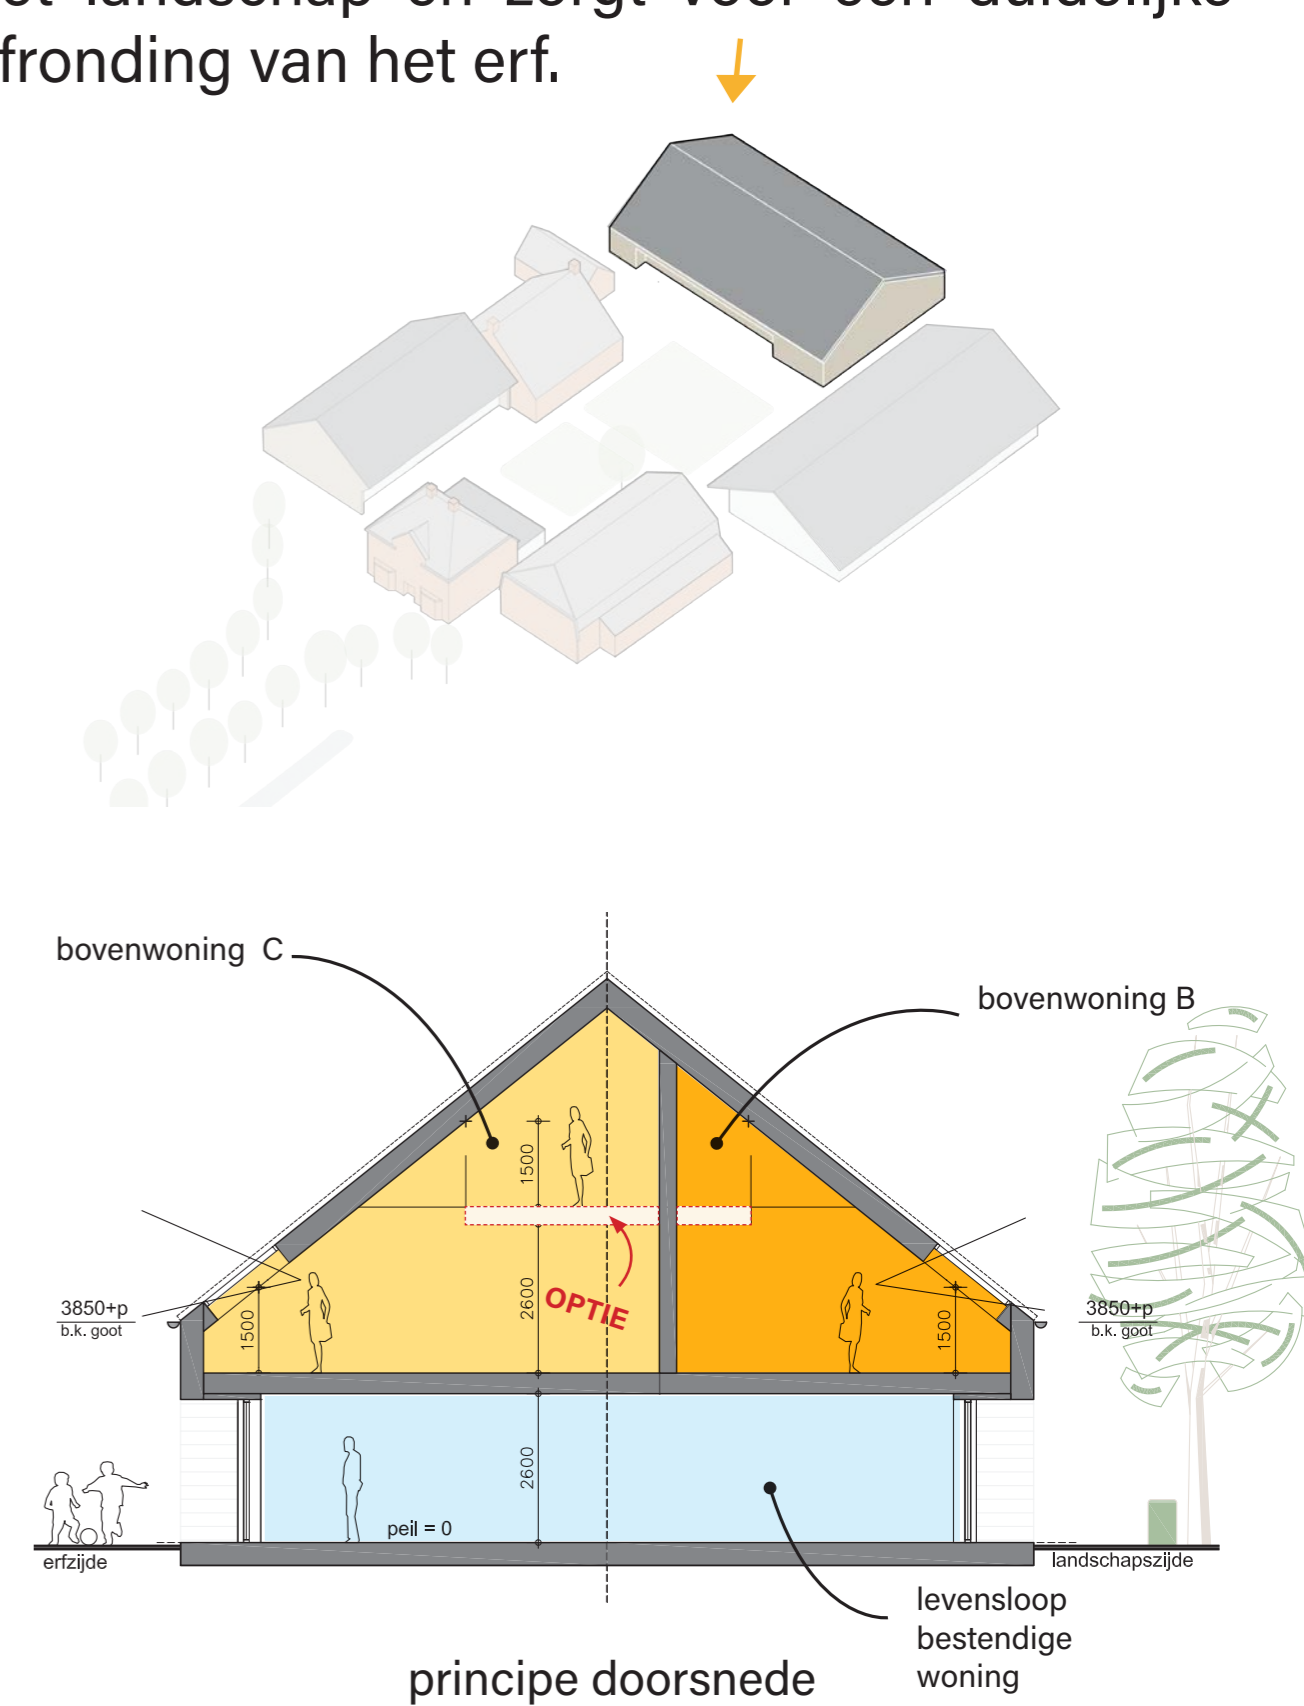 fronding van het erf.
bovenwoning C
bovenwoning B
1500
2600
OPTIE
3850+p
b.k. goot
1500
1500
3850+p
b.k. goot
2600
peil = 0
erfzijde
landschapszijde
levensloop
bestendige
woning
principe doorsnede